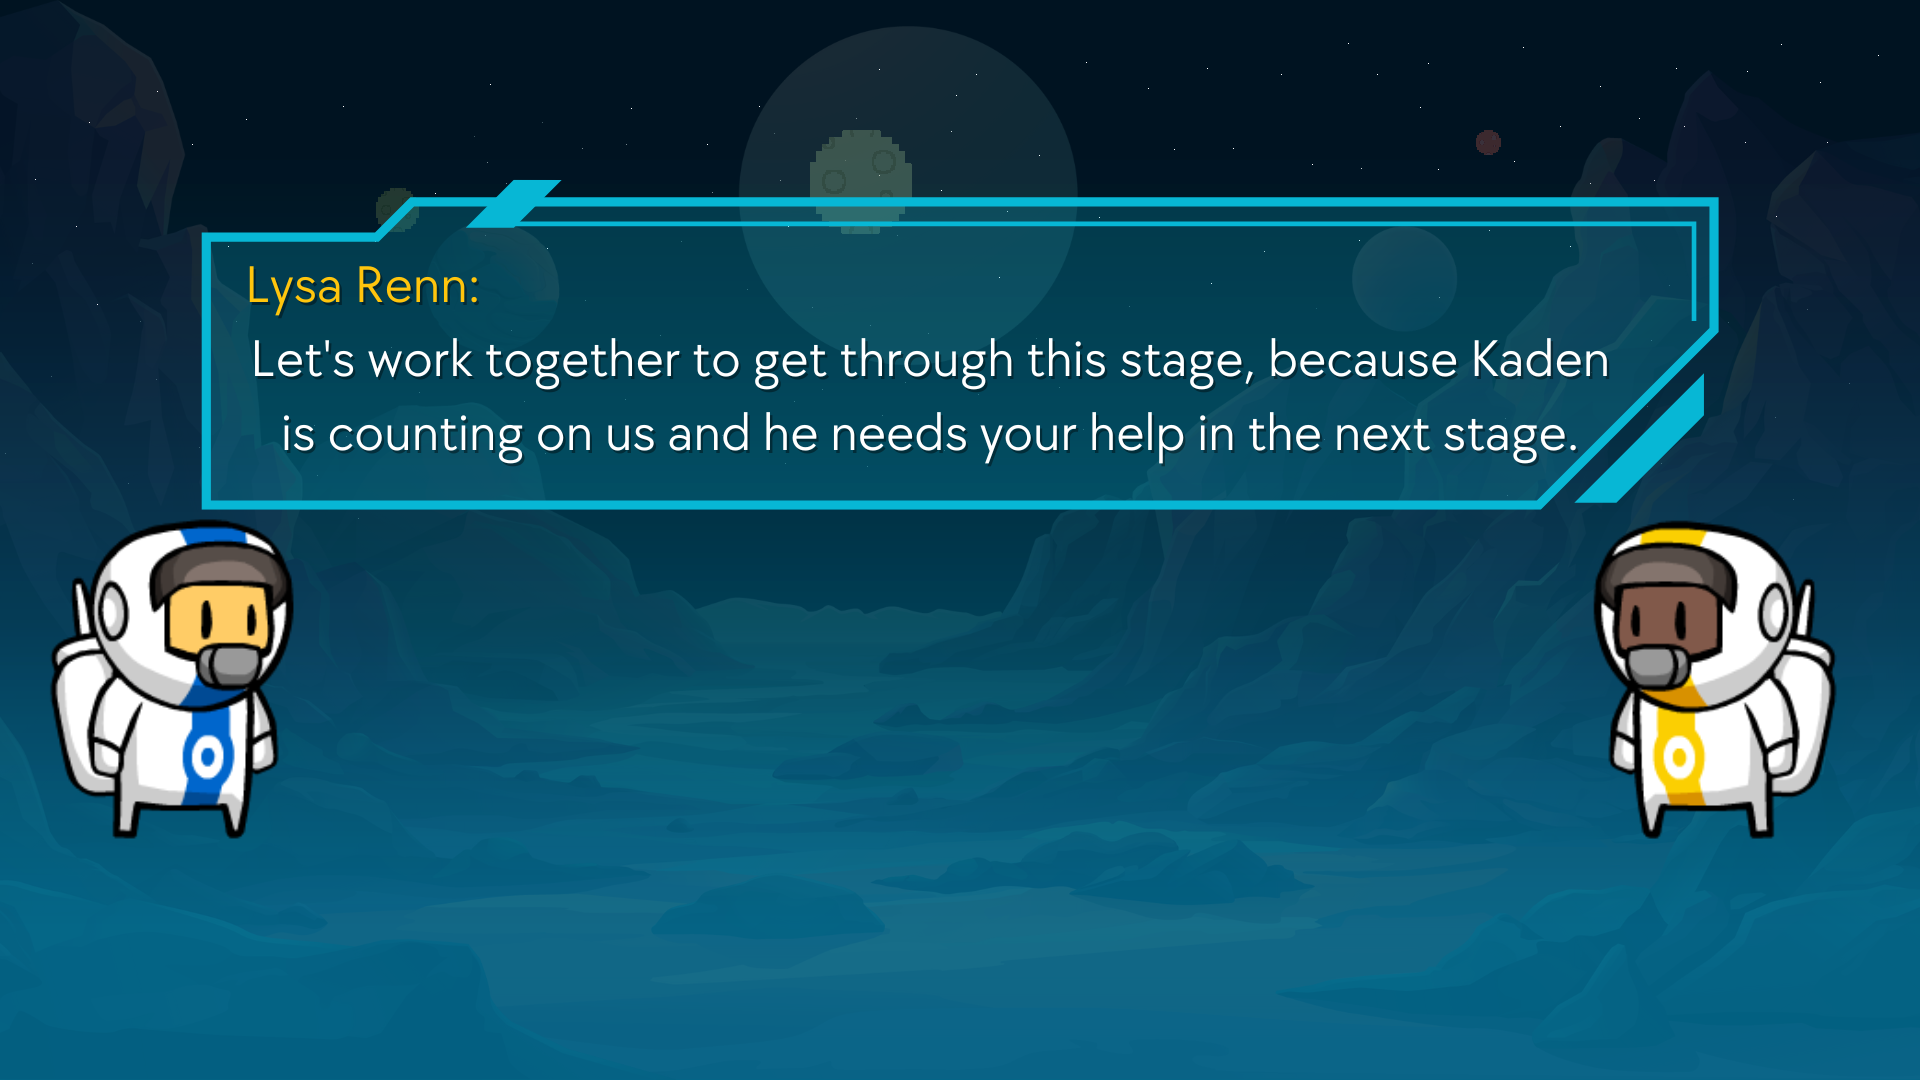 Lysa Renn:
Let's work together to get through this stage, because Kaden
is counting on us and he needs your help in the next stage.